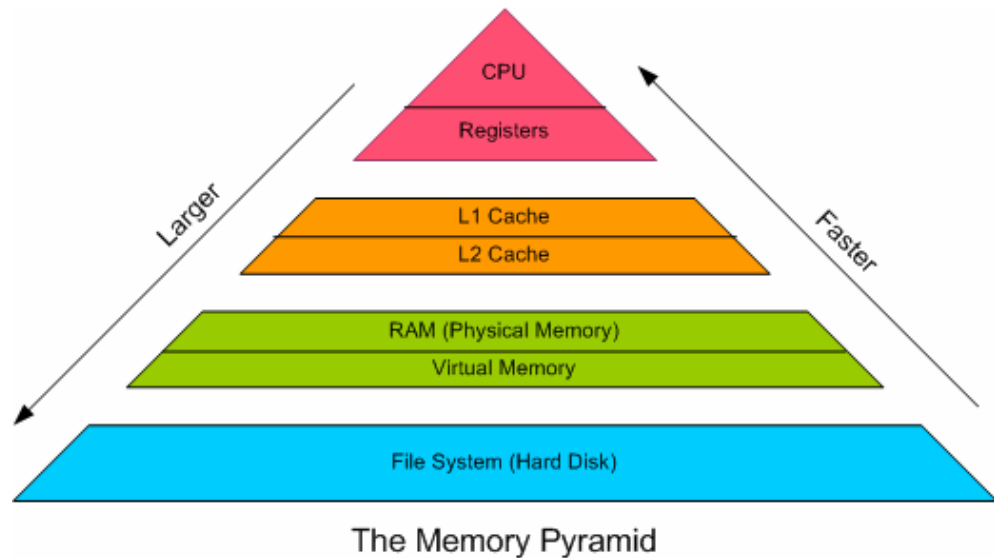 CPU
Registers
Larger
Faster
L1 Cache
L2 Cache
RAM (Physical Memory)
Virtual Memory
File System (Hard Disk)
The Memory Pyramid